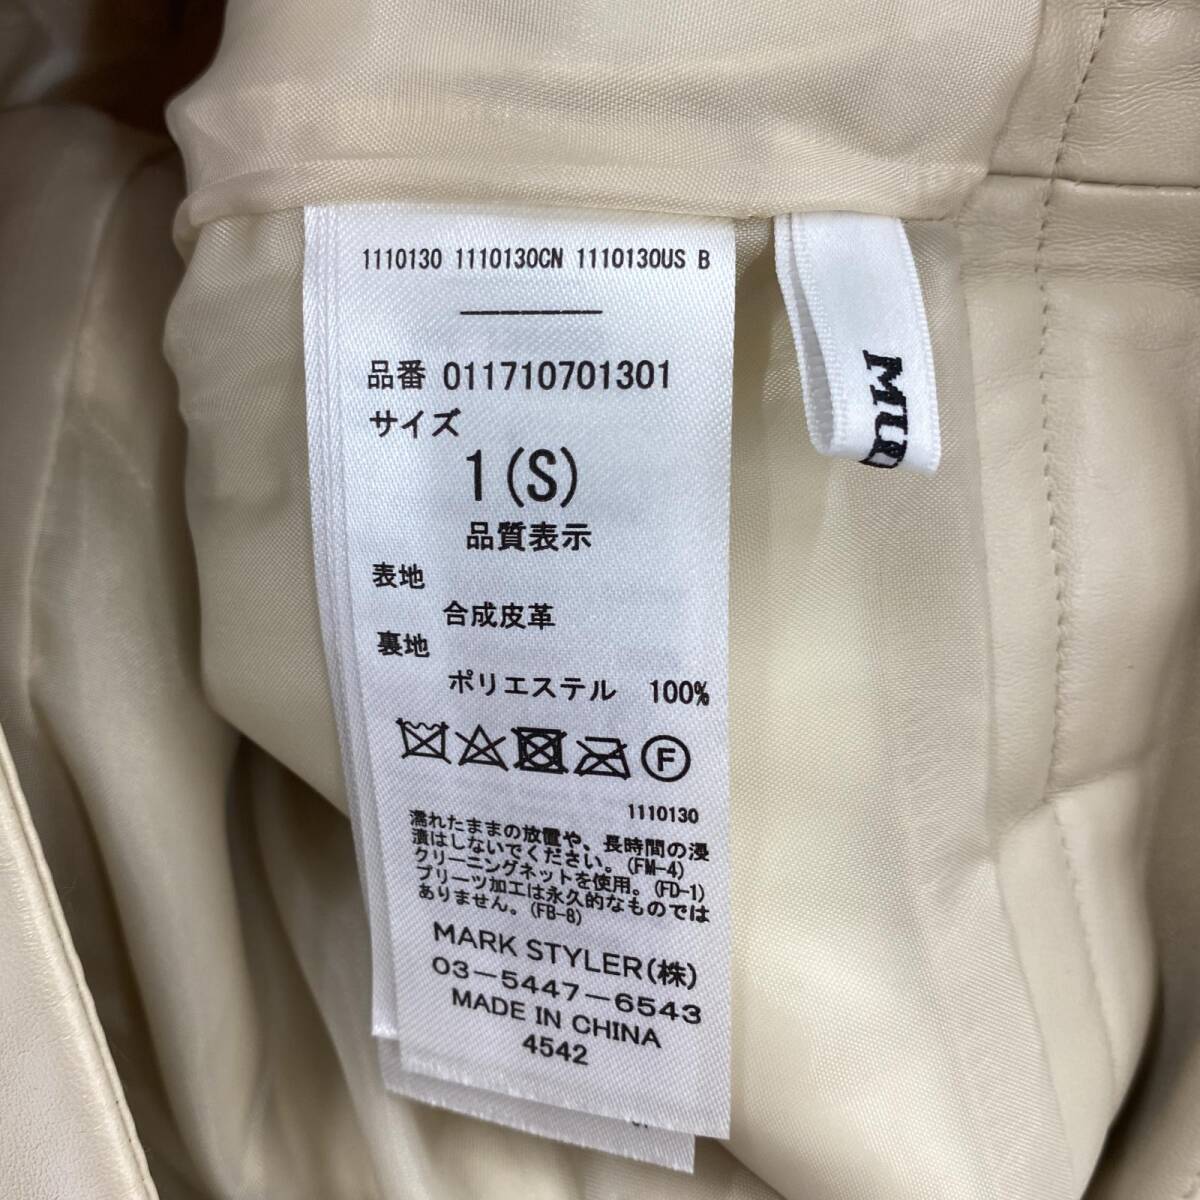 1110130 1110130CN 1110130US B
品番 011710701301
サイズ
1(S)
品質表示
表地
合成皮革
裏地
ポリエステル 100%
F
1110130
濡れたままの放置や、長時間の浸
漬はしないでください。(FM-4)
クリーニングネットを使用。(FD-1)
プリーツ加工は永久的なものでは
ありません。(FB-8)
MARK STYLER(株)
03-5447-6543
MADE IN CHINA
4542